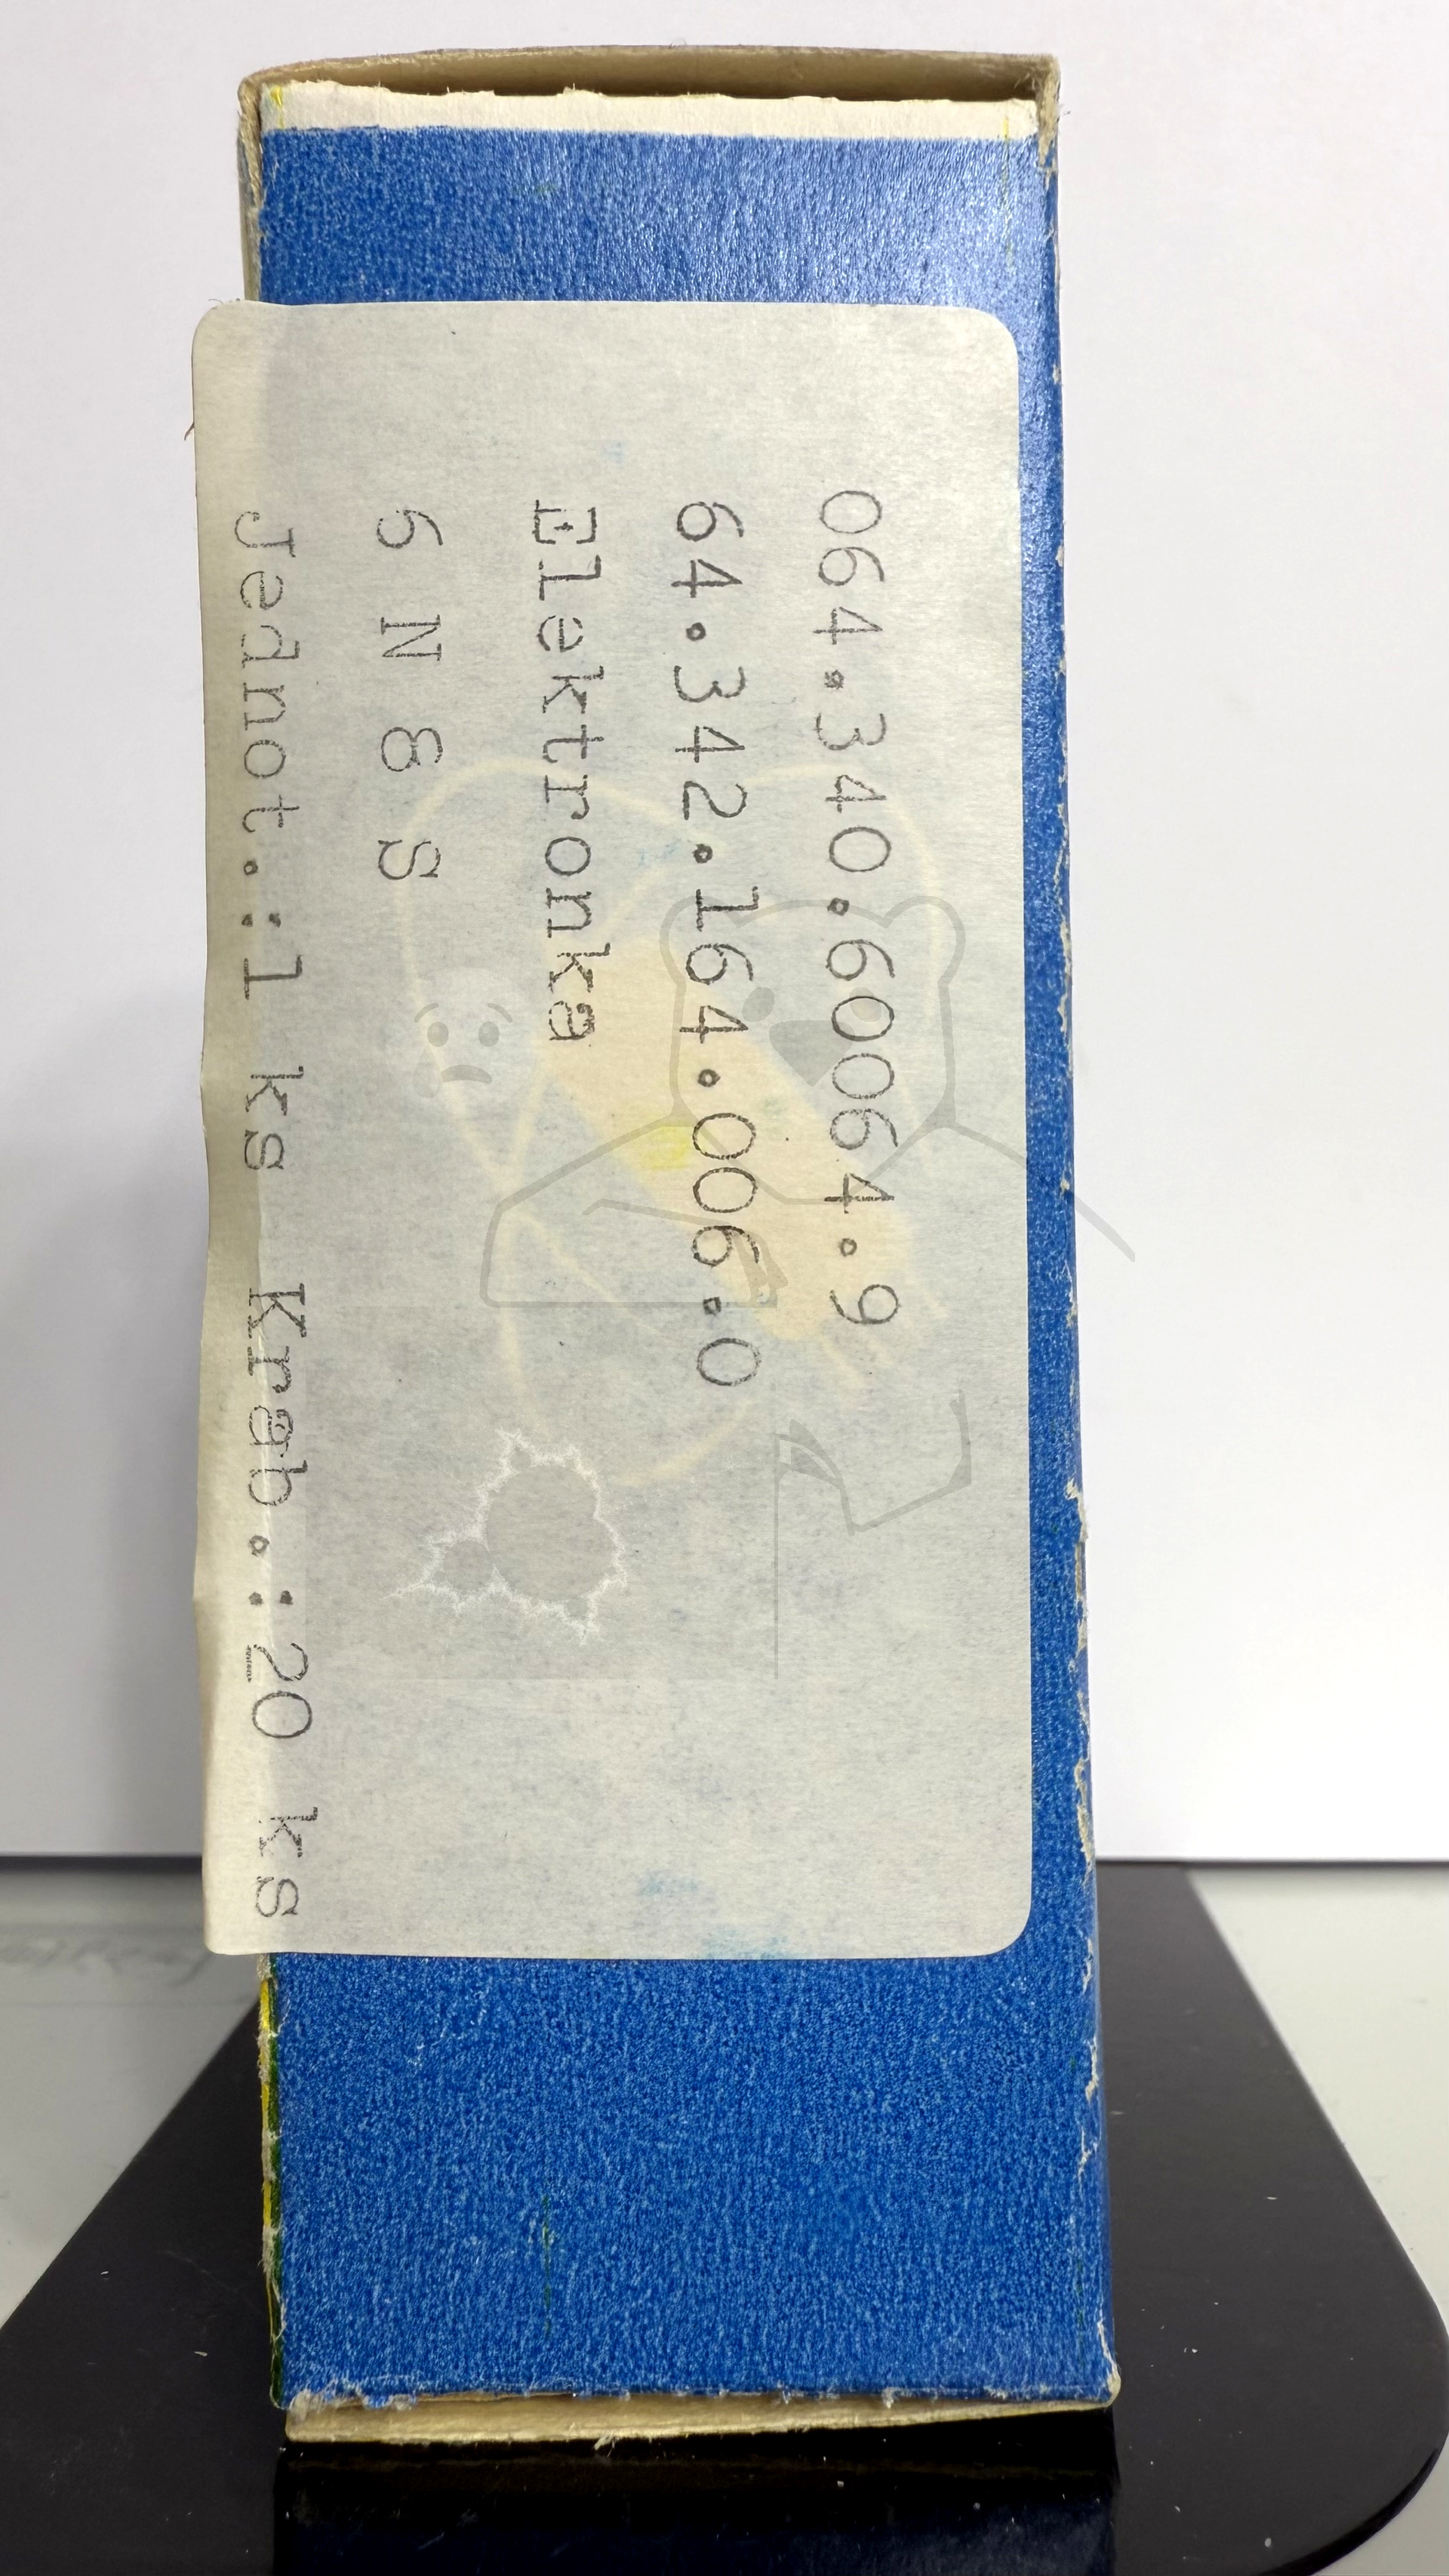 064.340.60064.9
64.342.164.006.0
Elektronka
6 N 8 S
Jednot.:1 ks Krab.:20 ks